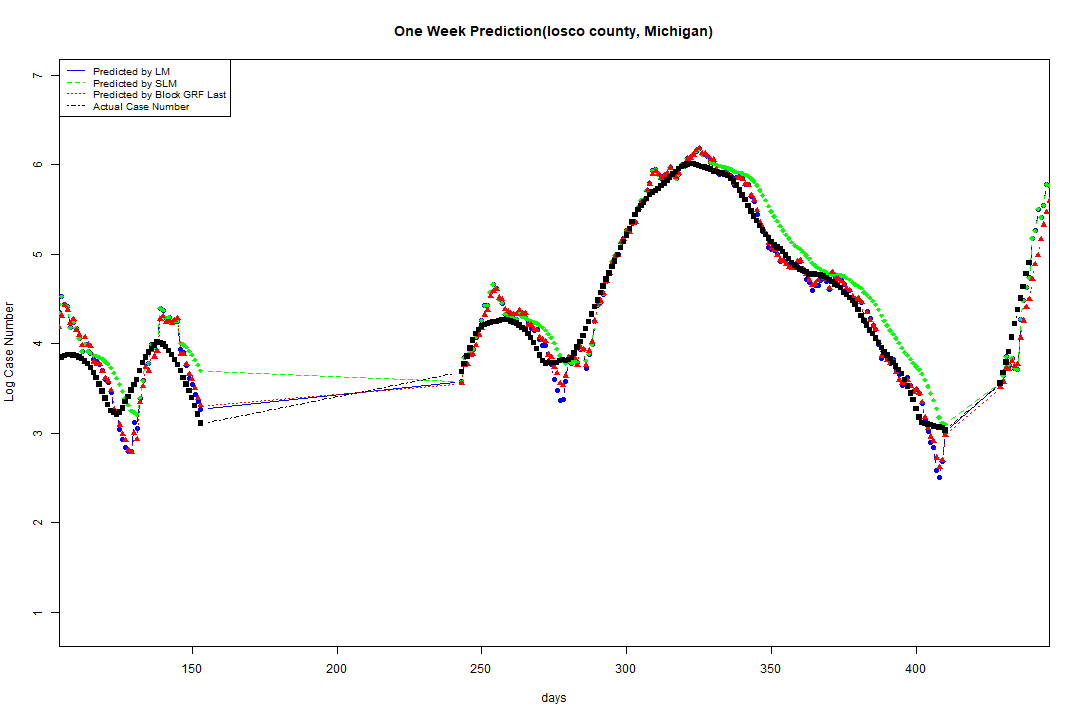 One Week Prediction(Iosco county, Michigan)
Predicted by LM
Predicted by SLM
Predicted by Block GRF Last
Actual Case Number
7
6
5
4
3
2
1
Log Case Number
150 200 250 300 350 400
days